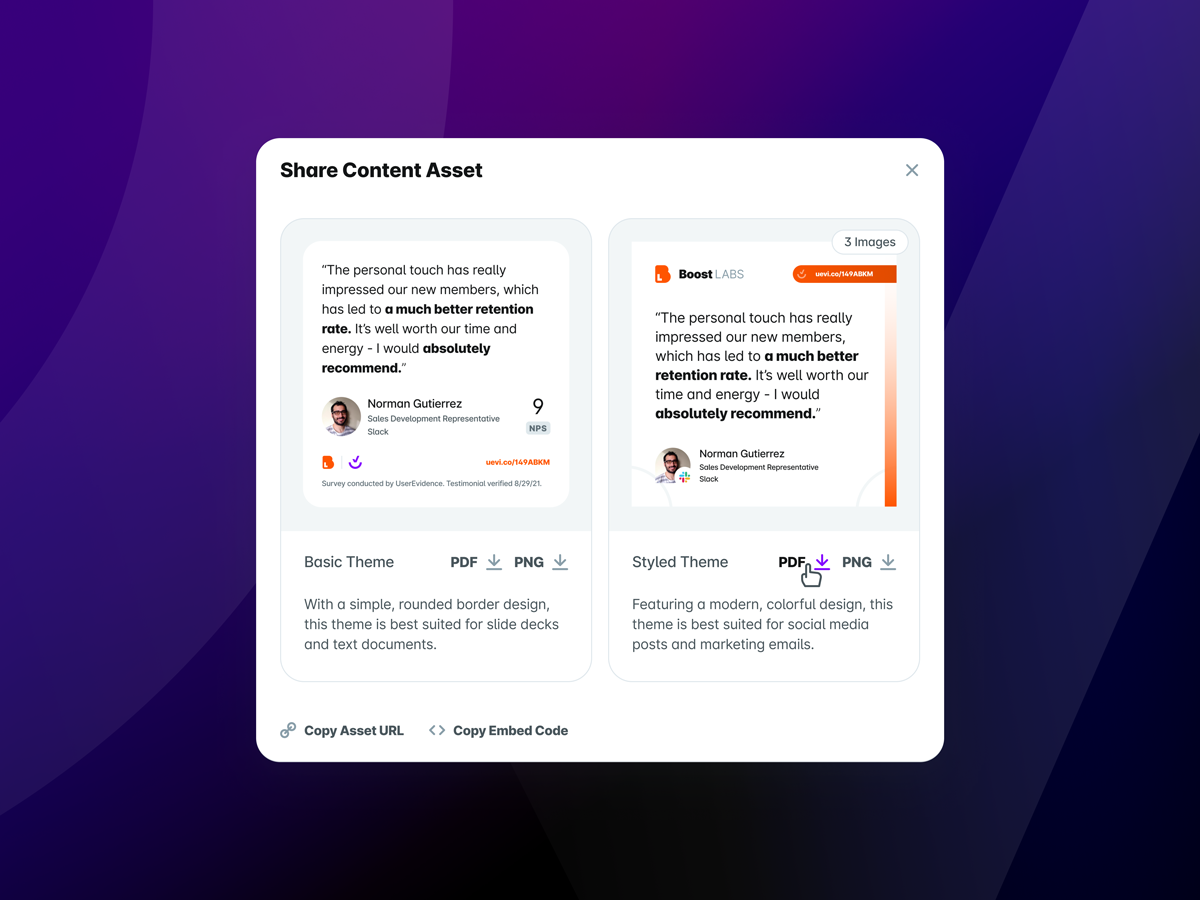 Share Content Asset
“The personal touch has really
impressed our new members, which
has led to a much better retention
rate. It’s well worth our time and
energy - I would absolutely
recommend.”
Norman Gutierrez
Sales Development Representative
Slack
9
NPS
uevi.co/149ABKM
Survey conducted by UserEvidence. Testimonial verified 8/29/21.
Basic Theme
PDF
PNG
With a simple, rounded border design,
this theme is best suited for slide decks
and text documents.
3 Images
Boost LABS
uevi.co/149ABKM
“The personal touch has really
impressed our new members,
which has led to a much better
retention rate. It’s well worth our
time and energy - I would
absolutely recommend.”
Norman Gutierrez
Sales Development Representative
Slack
Styled Theme
PDF
PNG
Featuring a modern, colorful design, this
theme is best suited for social media
posts and marketing emails.
Copy Asset URL
Copy Embed Code